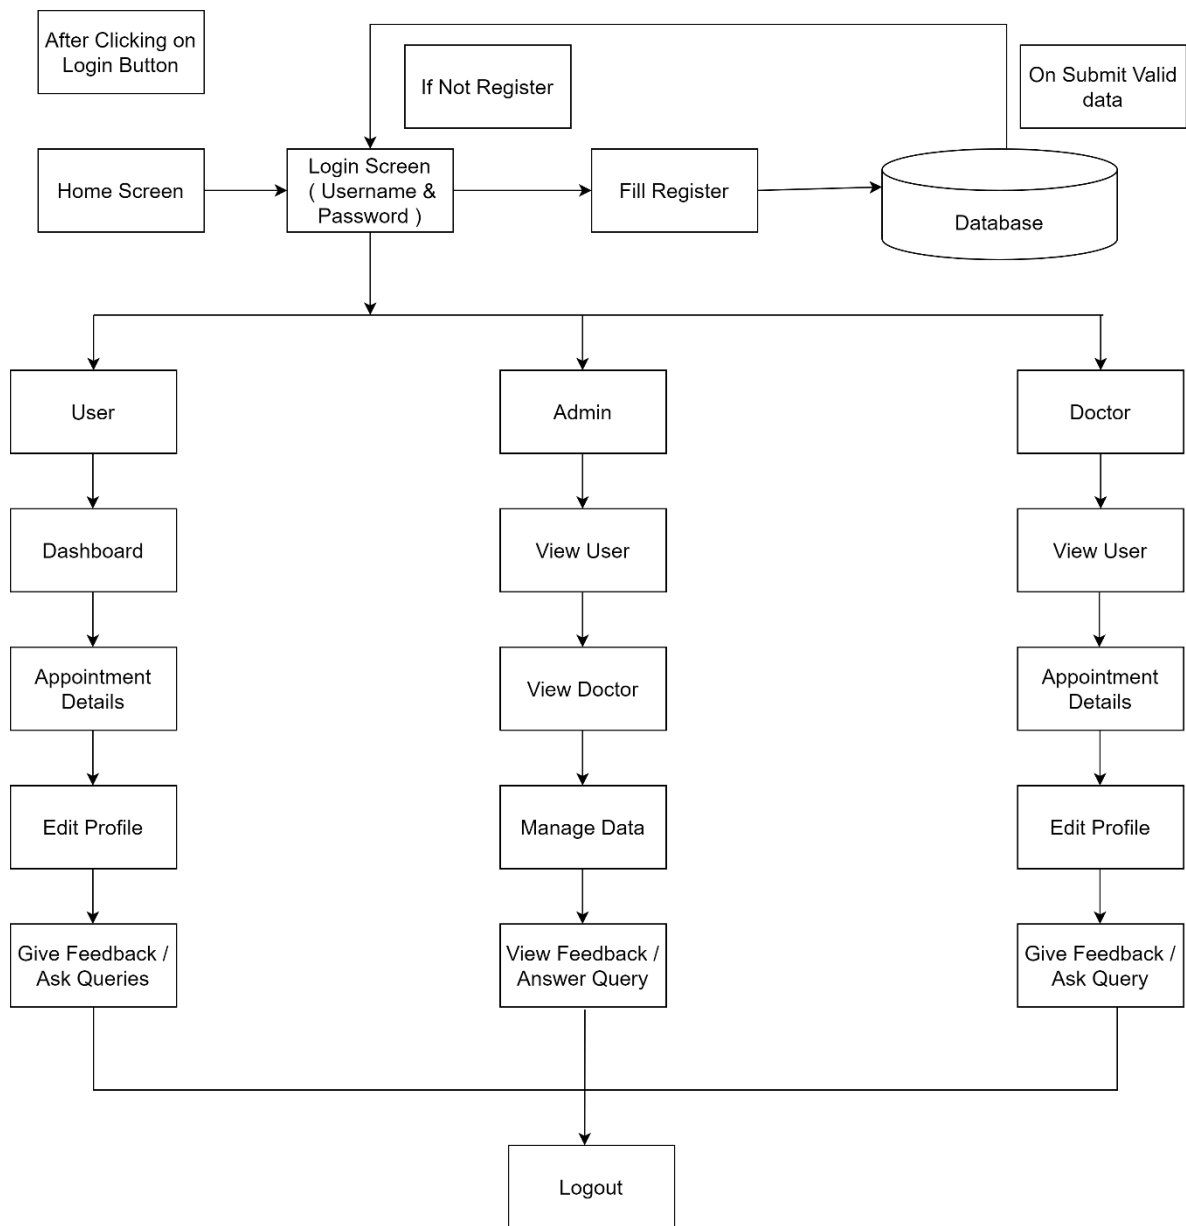 After Clicking on
Login Button
If Not Register
On Submit Valid
data
Home Screen
Login Screen
( Username &
Password )
Fill Register
Database
User
Admin
Doctor
Dashboard
View User
View User
Appointment
Details
View Doctor
Appointment
Details
Edit Profile
Manage Data
Edit Profile
Give Feedback /
Ask Queries
View Feedback /
Answer Query
Give Feedback /
Ask Query
Logout